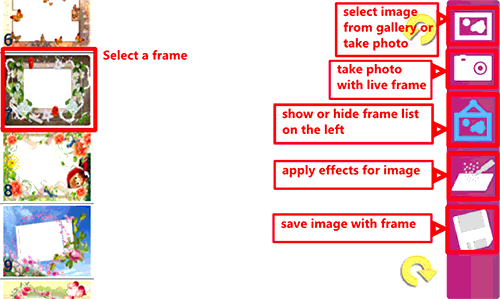 6
Select a frame
7
8
9
select image
from gallery or
take photo
take photo
with live frame
show or hide frame list
on the left
apply effects for image
save image with frame